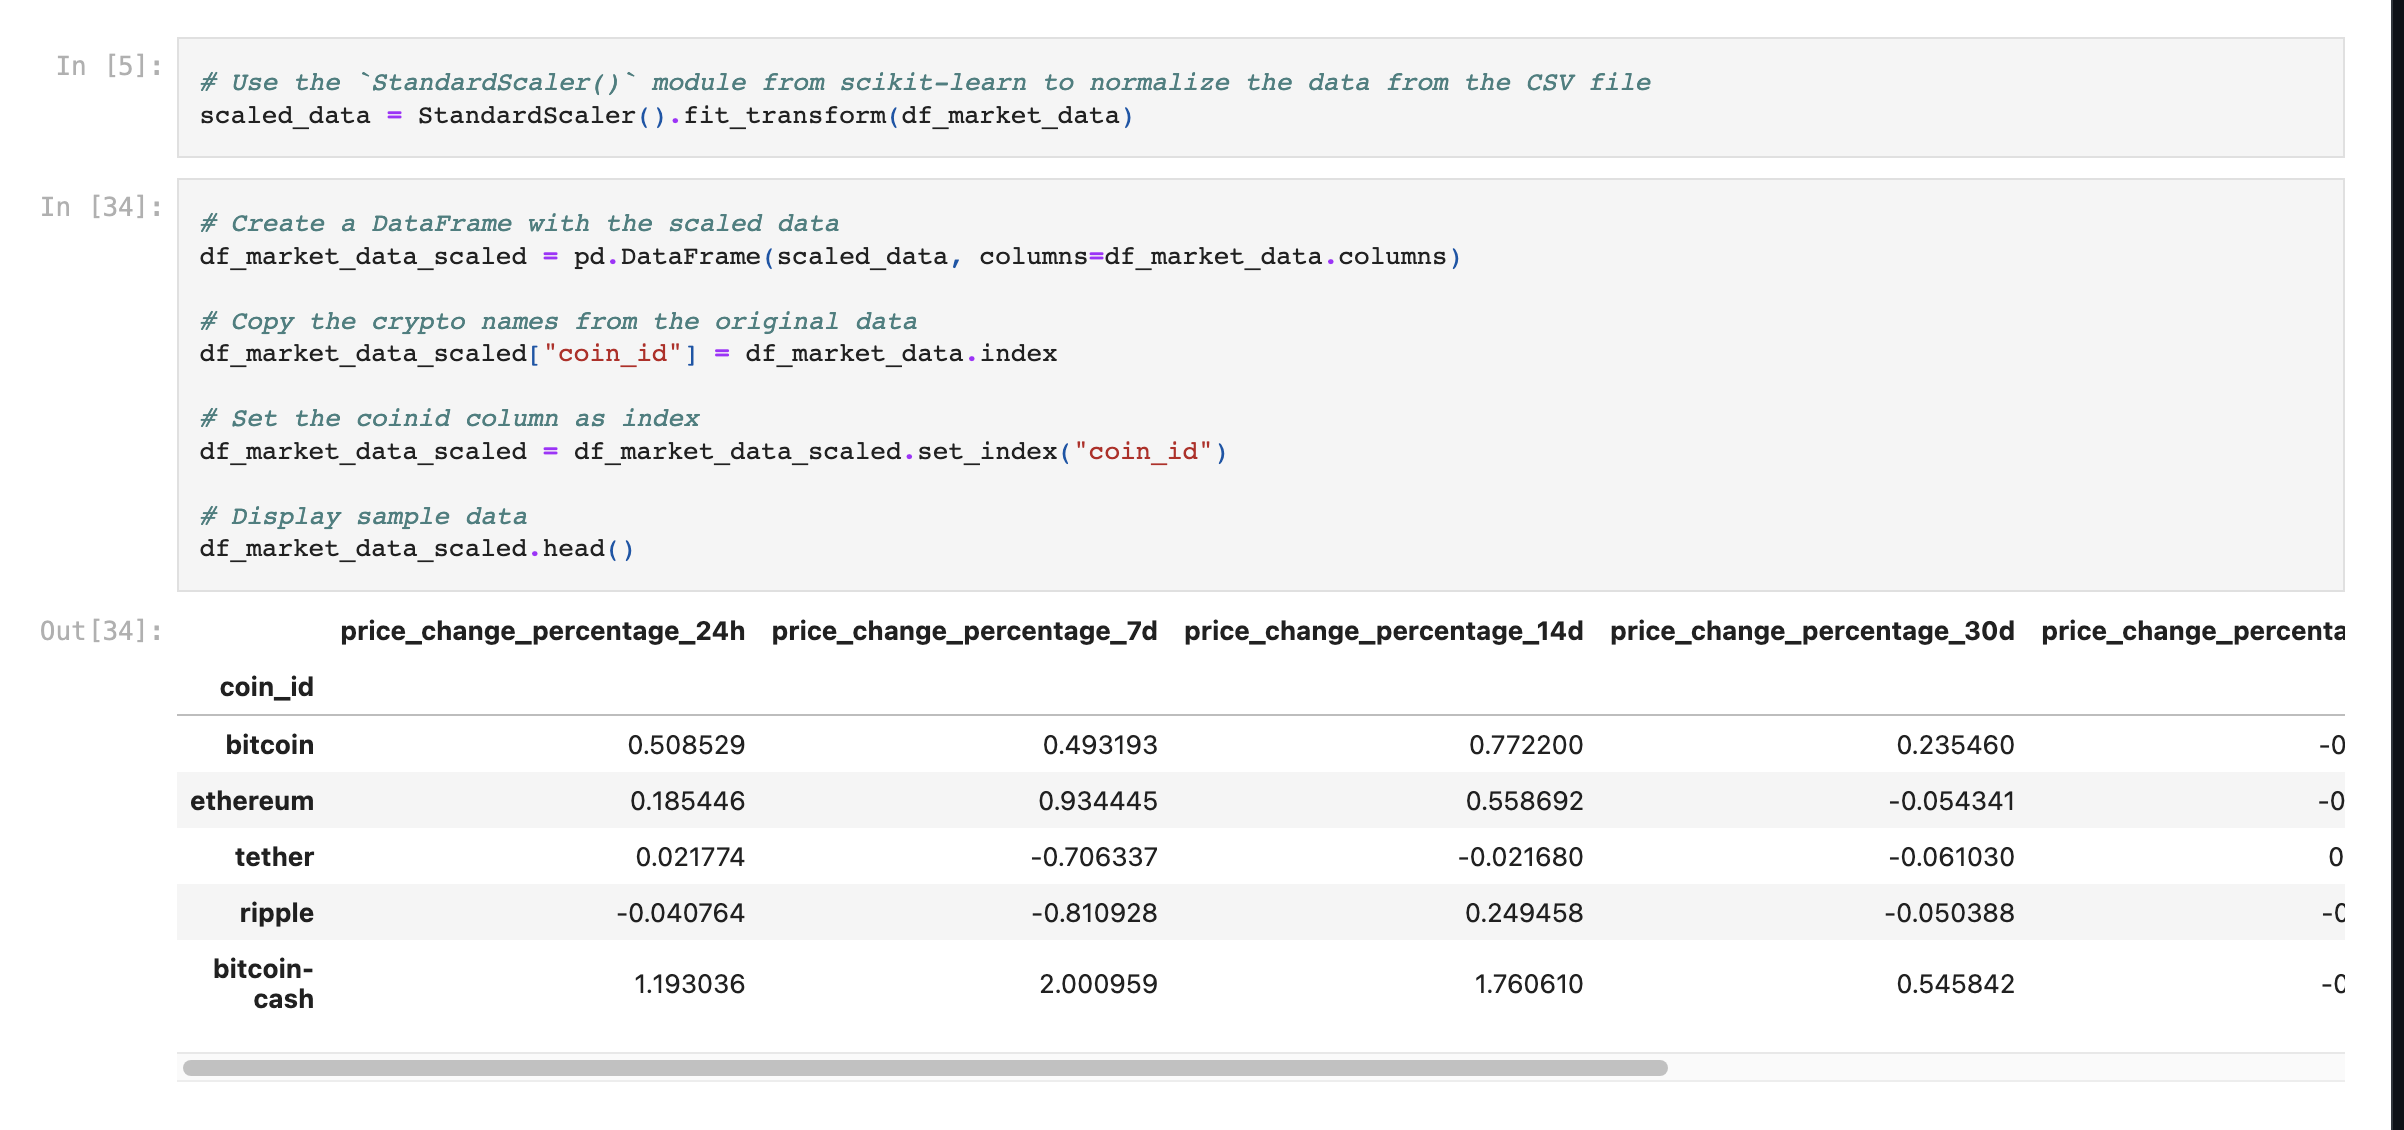 In [5]:
# Use the `StandardScaler()` module from scikit-learn to normalize the data from the CSV file
scaled_data = StandardScaler().fit_transform(df_market_data)
In [34]:
# Create a DataFrame with the scaled data
df_market_data_scaled = pd.DataFrame(scaled_data, columns=df_market_data.columns)
# Copy the crypto names from the original data
df_market_data_scaled["coin_id"] = df_market_data.index
# Set the coinid column as index
df_market_data_scaled = df_market_data_scaled.set_index("coin_id")
# Display sample data
df_market_data_scaled.head()
Out[34]:
price_change_percentage_24h price_change_percentage_7d price_change_percentage_14d price_change_percentage_30d price_change_percenta
coin_id
bitcoin 0.508529 0.493193 0.772200 0.235460 -0
ethereum 0.185446 0.934445 0.558692 -0.054341 -0
tether 0.021774 -0.706337 -0.021680 -0.061030 0
ripple -0.040764 -0.810928 0.249458 -0.050388 -0
bitcoin-
cash 1.193036 2.000959 1.760610 0.545842 -0